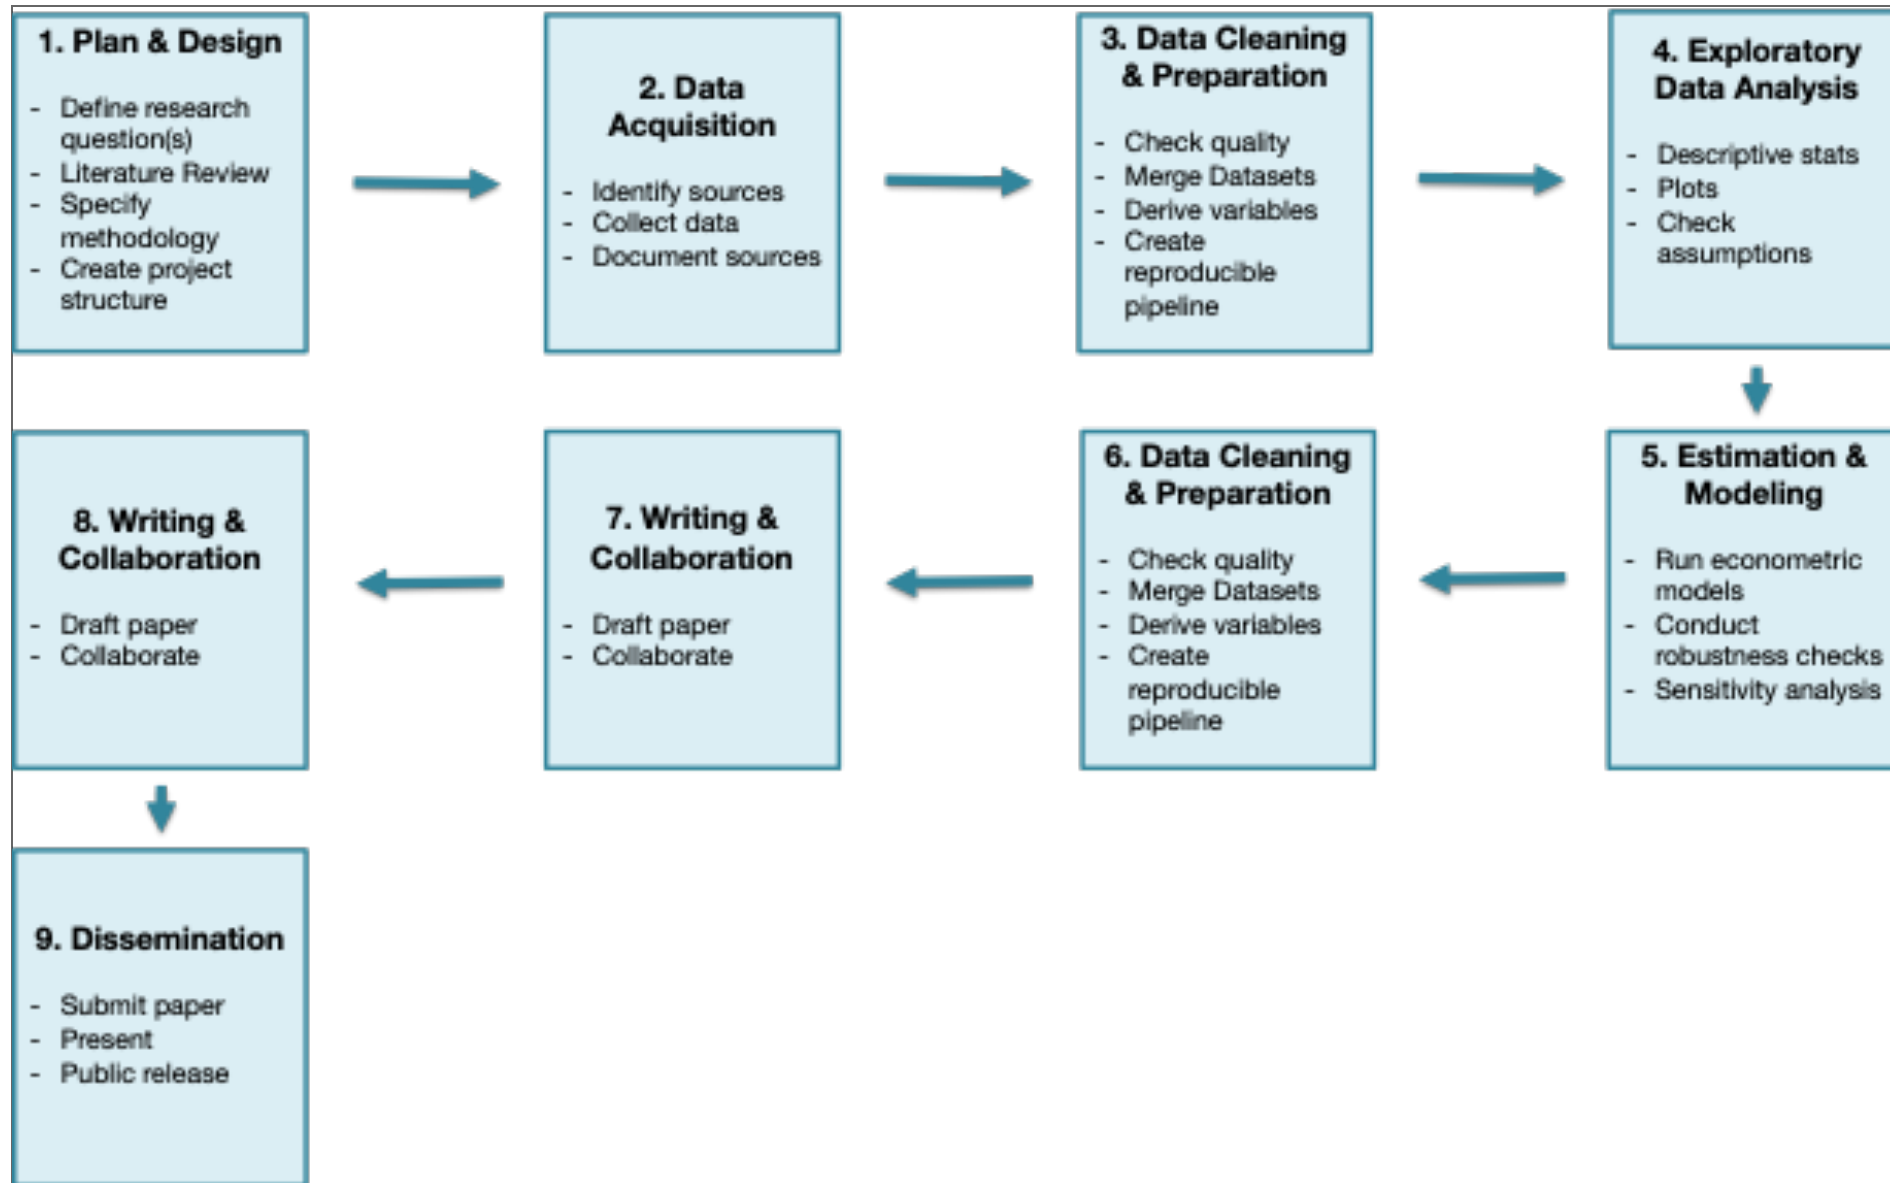 1. Plan & Design
- Define research
question(s)
- Literature Review
- Specify
methodology
- Create project
structure
2. Data
Acquisition
- Identify sources
- Collect data
- Document sources
3. Data Cleaning
& Preparation
- Check quality
- Merge Datasets
- Derive variables
- Create
reproducible
pipeline
4. Exploratory
Data Analysis
- Descriptive stats
- Plots
- Check
assumptions
5. Estimation &
Modeling
- Run econometric
models
- Conduct
robustness checks
- Sensitivity analysis
6. Data Cleaning
& Preparation
- Check quality
- Merge Datasets
- Derive variables
- Create
reproducible
pipeline
7. Writing &
Collaboration
- Draft paper
- Collaborate
8. Writing &
Collaboration
- Draft paper
- Collaborate
9. Dissemination
- Submit paper
- Present
- Public release